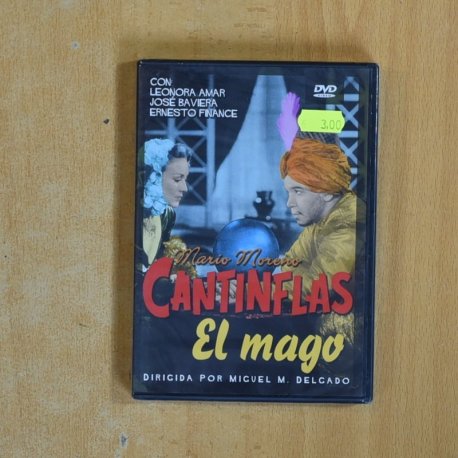 CON
LEONORA AMAR
JOSÉ BAVIERA
ERNESTO FINANCE
DVD
VIDEO
3,00
Mario Moreno
CANTINFLAS
El mago
DIRIGIDA POR MIGUEL M. DELGADO